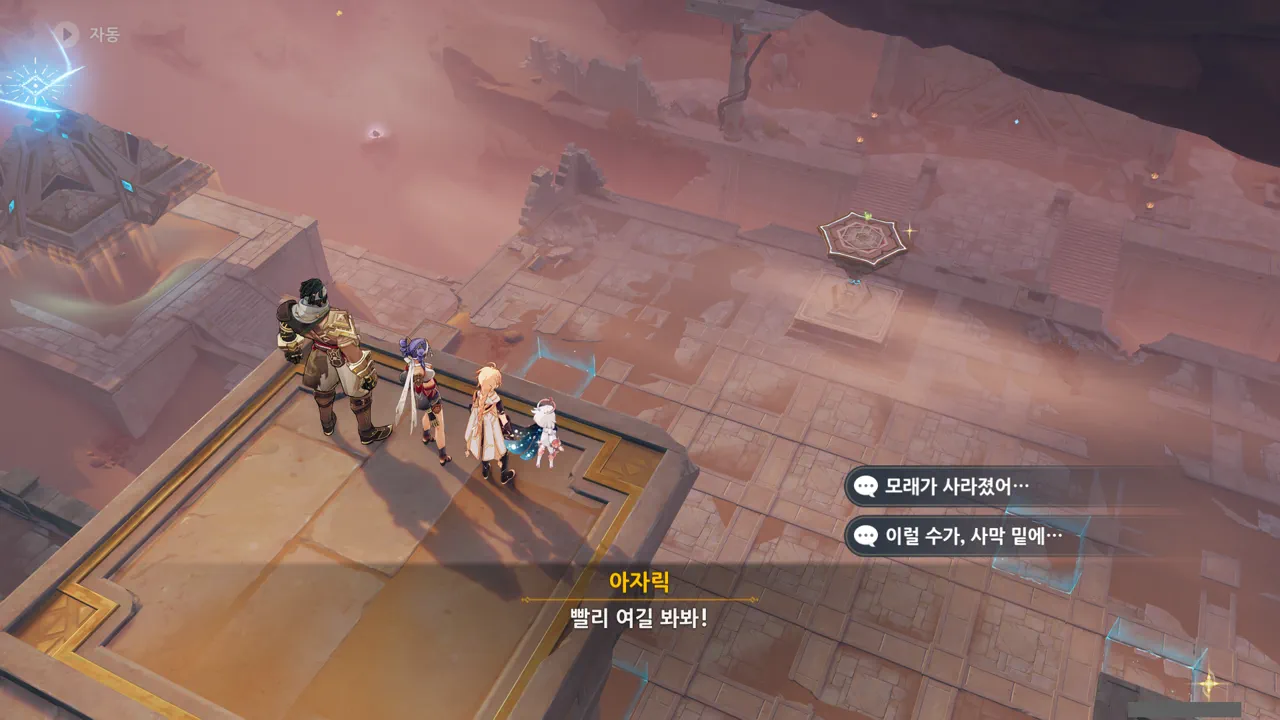 자동
모래가 사라졌어…
이럴 수가, 사막 밑에…
아자릭
빨리 여길 봐봐!